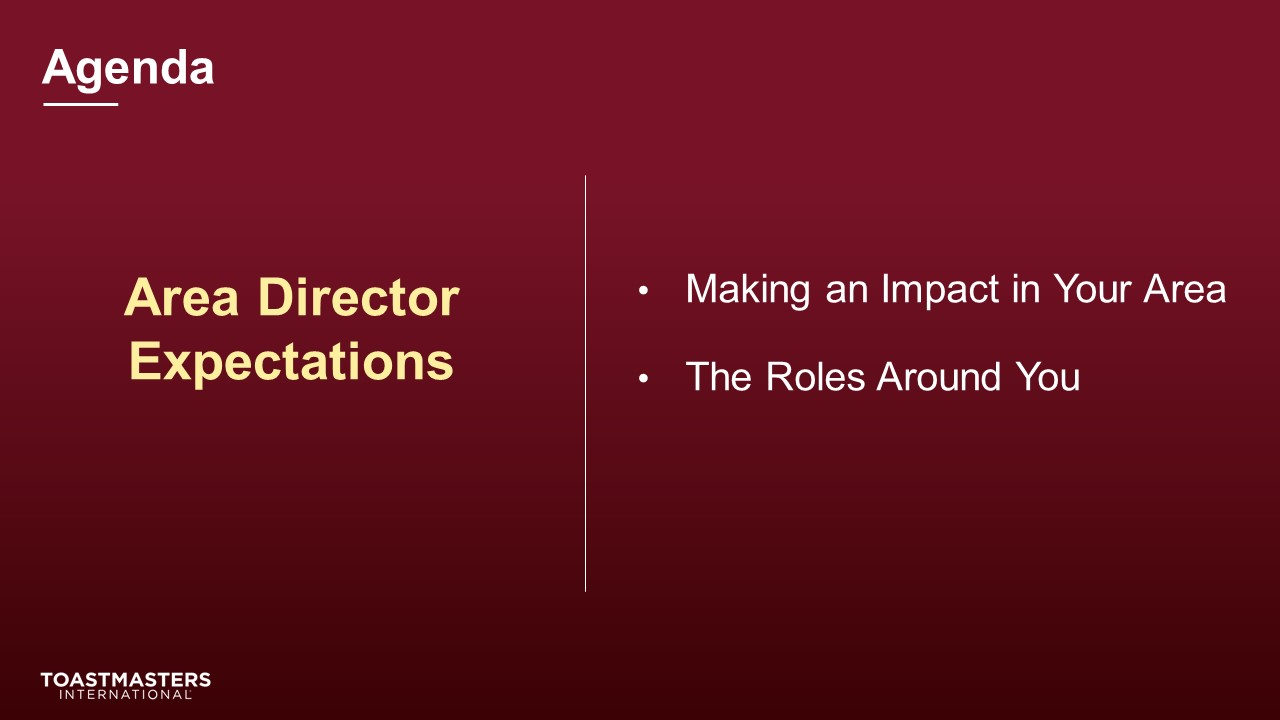 Agenda
Area Director
Expectations
• Making an Impact in Your Area
• The Roles Around You
TOASTMASTERS
INTERNATIONAL